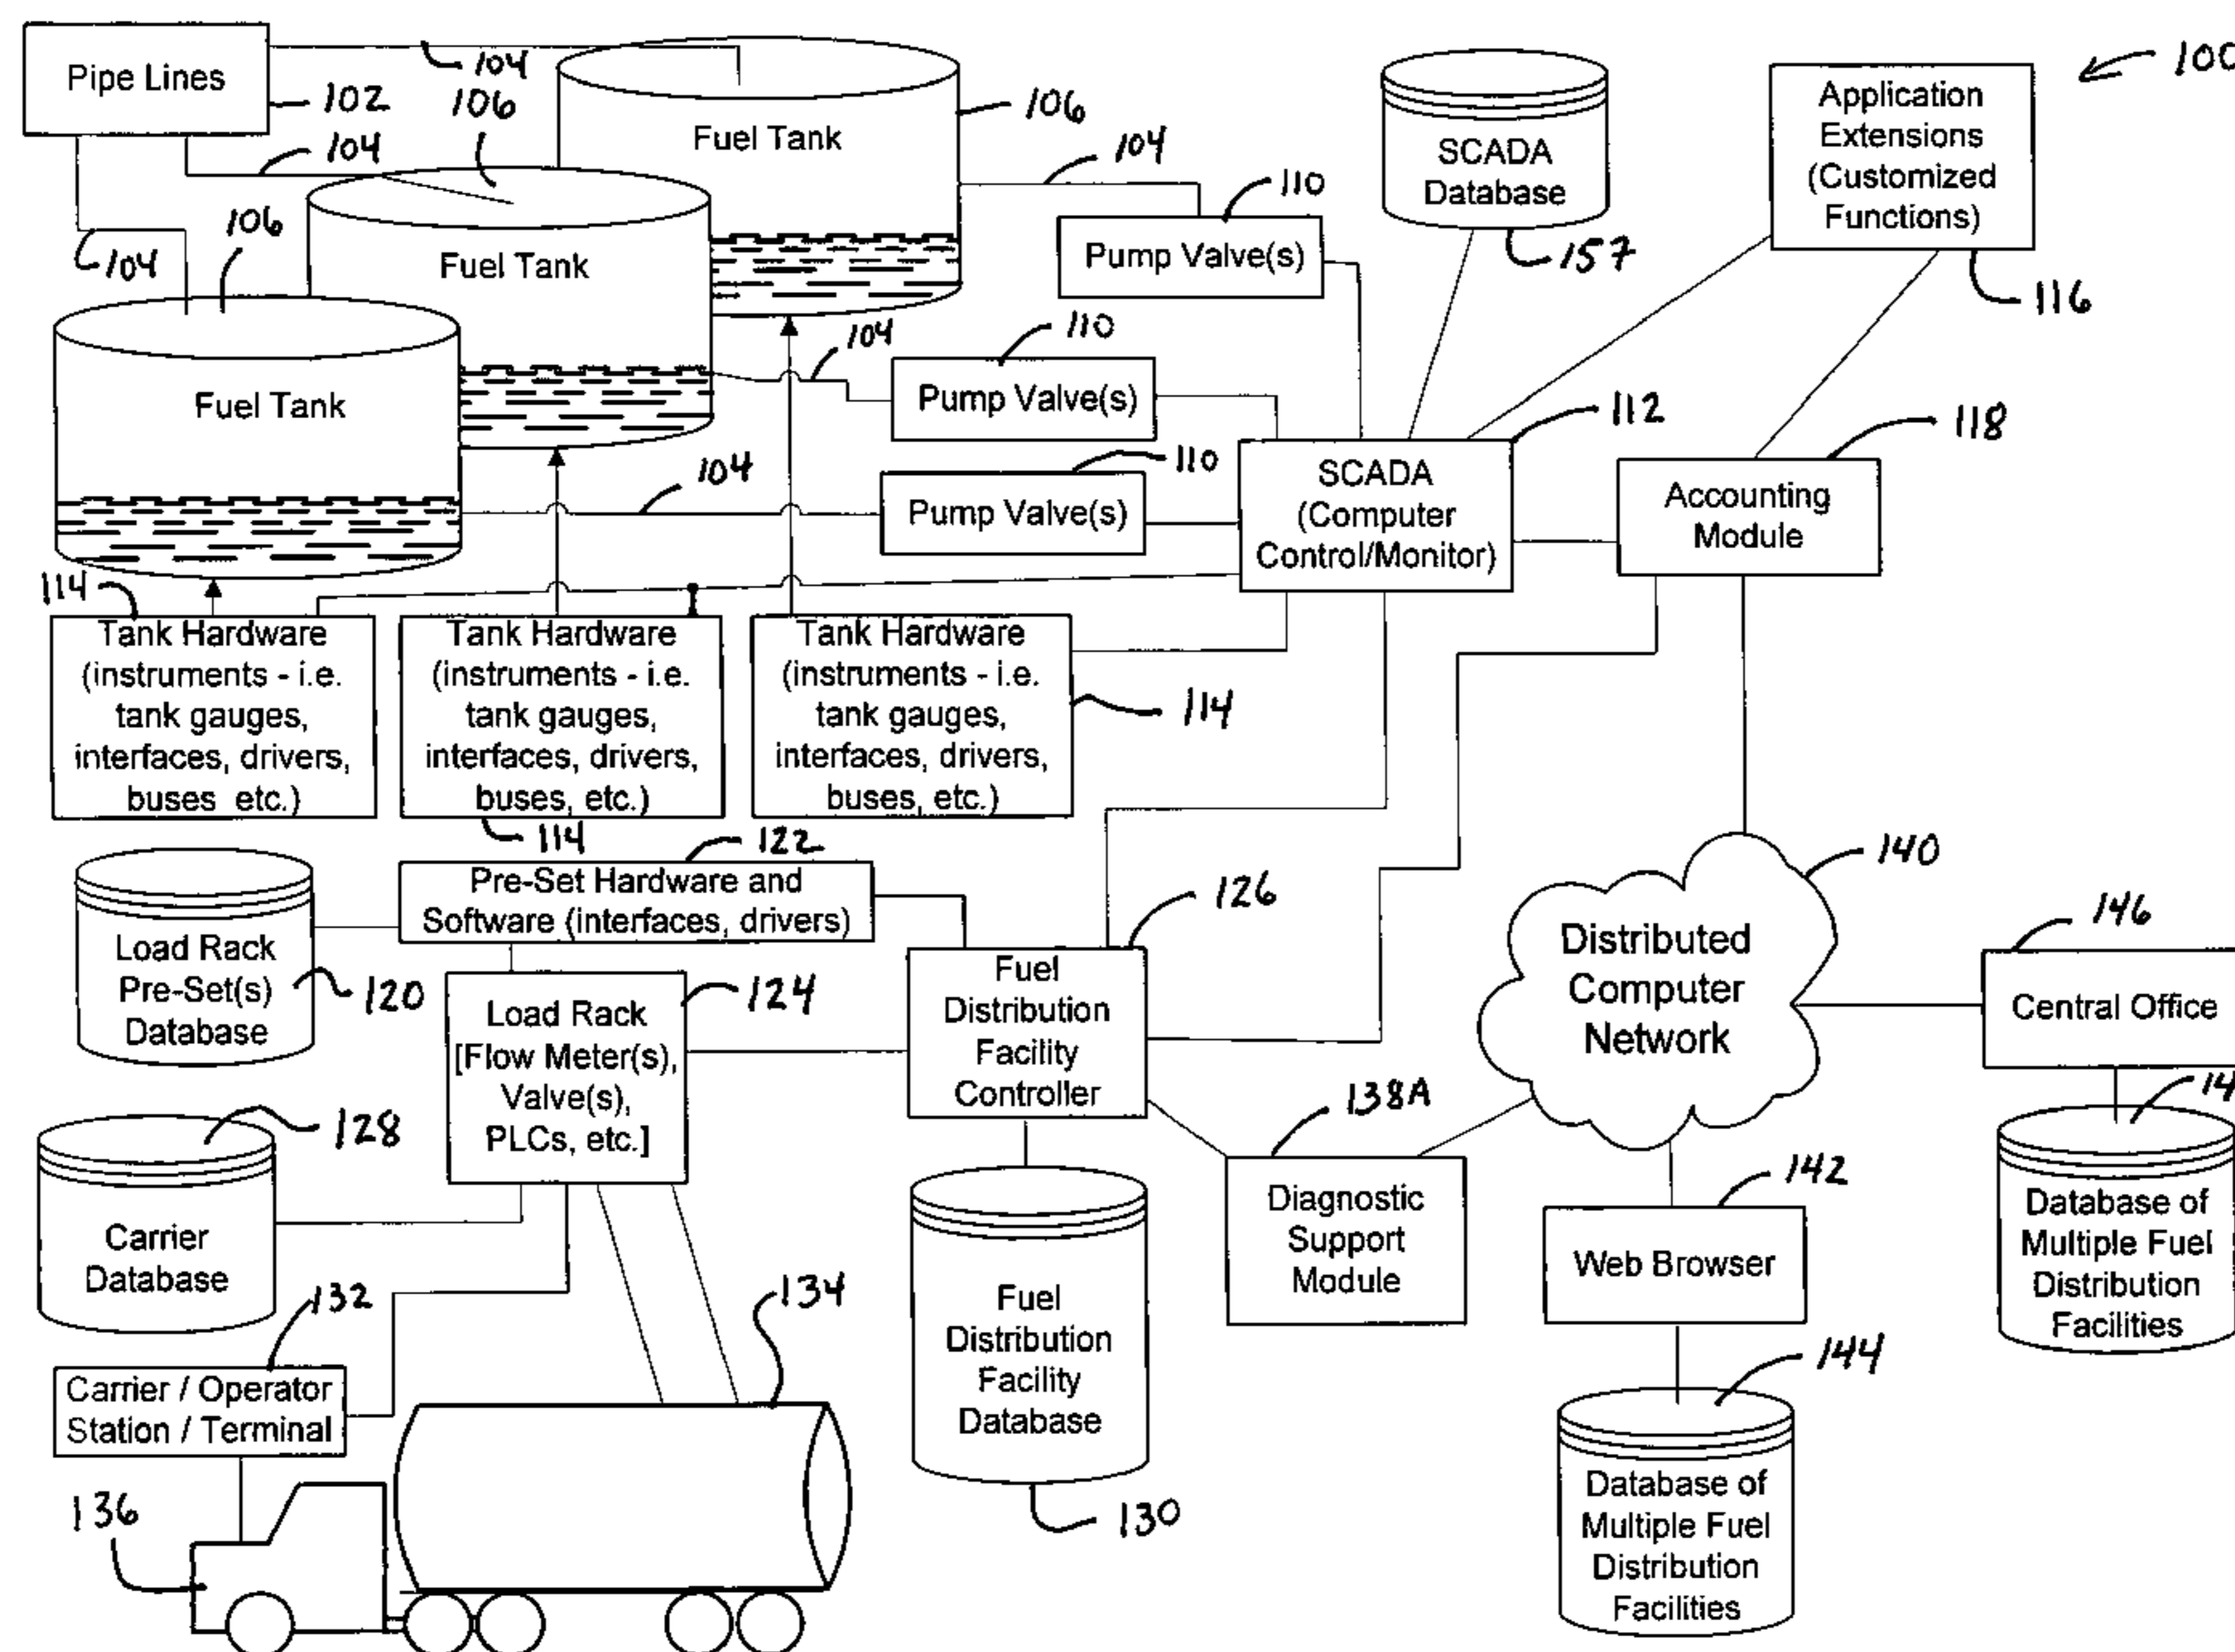 Pipe Lines
102
104
104
104
106
106
106
Fuel Tank
Fuel Tank
Fuel Tank
104
110
Pump Valve(s)
104
110
Pump Valve(s)
104
110
Pump Valve(s)
SCADA
Database
157
100
Application
Extensions
(Customized
Functions)
116
112
SCADA
(Computer
Control/Monitor)
118
Accounting
Module
114
Tank Hardware
(instruments - i.e.
tank gauges,
interfaces, drivers,
buses etc.)
Tank Hardware
(instruments - i.e.
tank gauges,
interfaces, drivers,
buses, etc.)
114
Tank Hardware
(instruments - i.e.
tank gauges,
interfaces, drivers,
buses, etc.)
114
122
Pre-Set Hardware and
Software (interfaces, drivers)
Load Rack
Pre-Set(s)
Database
120
124
Load Rack
[Flow Meter(s),
Valve(s),
PLCs, etc.]
126
Fuel
Distribution
Facility
Controller
140
Distributed
Computer
Network
146
Central Office
Database of
Multiple Fuel
Distribution
Facilities
128
Carrier
Database
138A
Diagnostic
Support
Module
142
Web Browser
144
Database of
Multiple Fuel
Distribution
Facilities
Fuel
Distribution
Facility
Database
130
132
Carrier / Operator
Station / Terminal
134
136